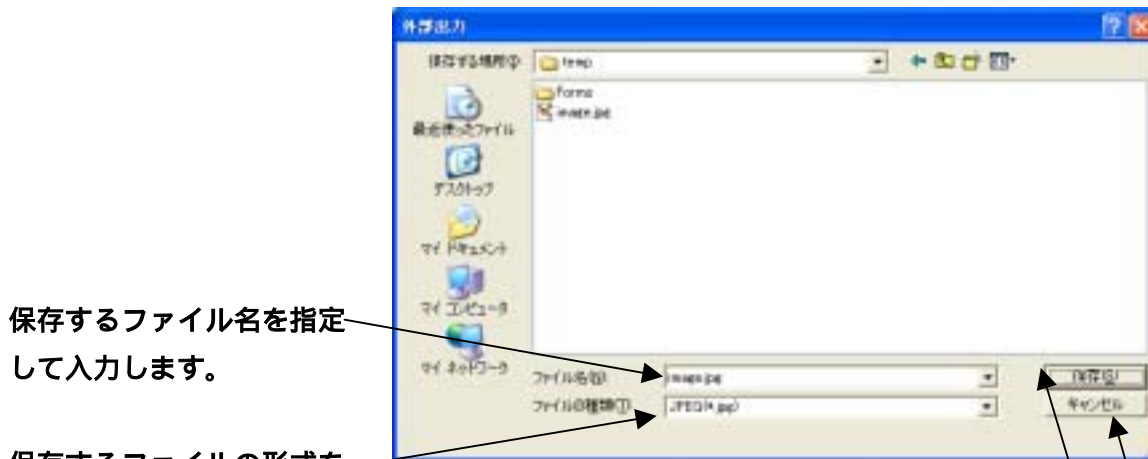 外部出力
保存する場所(I)
temp
forms
image.jpg
最近使ったファイル
デスクトップ
マイ ドキュメント
マイ コンピュータ
マイ ネットワーク
保存するファイル名を指定
して入力します。
ファイル名(N)
image.jpg
保存(S)
ファイルの種類(T)
JPEG(*.jpg)
キャンセル
保存するファイルの形式を